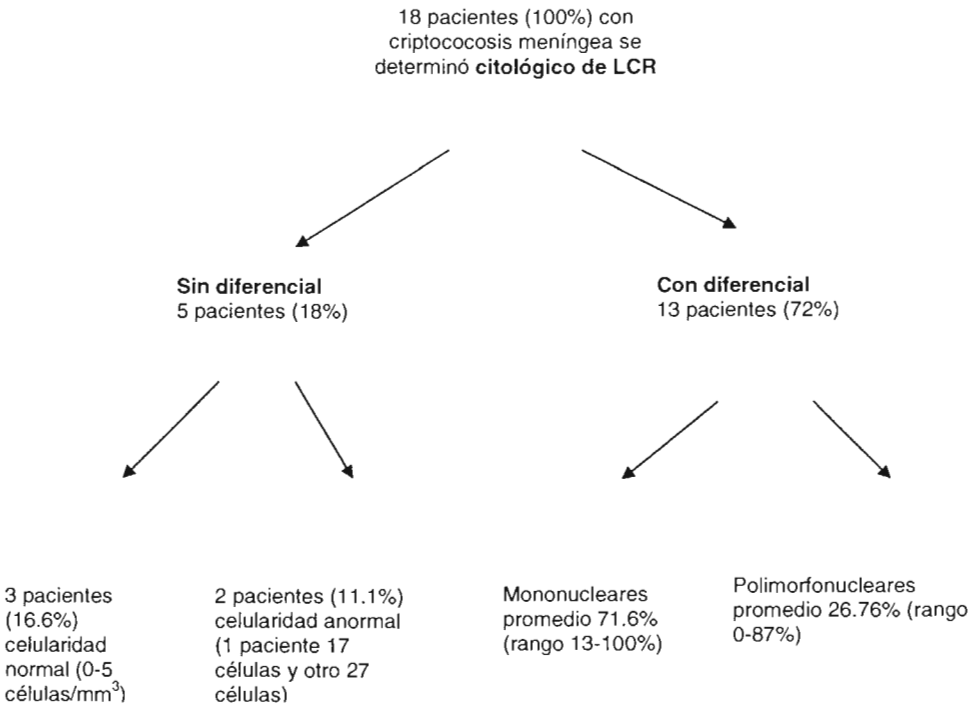 18 pacientes (100%) con
criptococosis meníngea se
determinó citológico de LCR
Sin diferencial
5 pacientes (18%)
Con diferencial
13 pacientes (72%)
3 pacientes
(16.6%)
celularidad
normal (0-5
células/mm³)
2 pacientes (11.1%)
celularidad anormal
(1 paciente 17
células y otro 27
células)
Mononucleares
promedio 71.6%
(rango 13-100%)
Polimorfonucleares
promedio 26.76% (rango
0-87%)